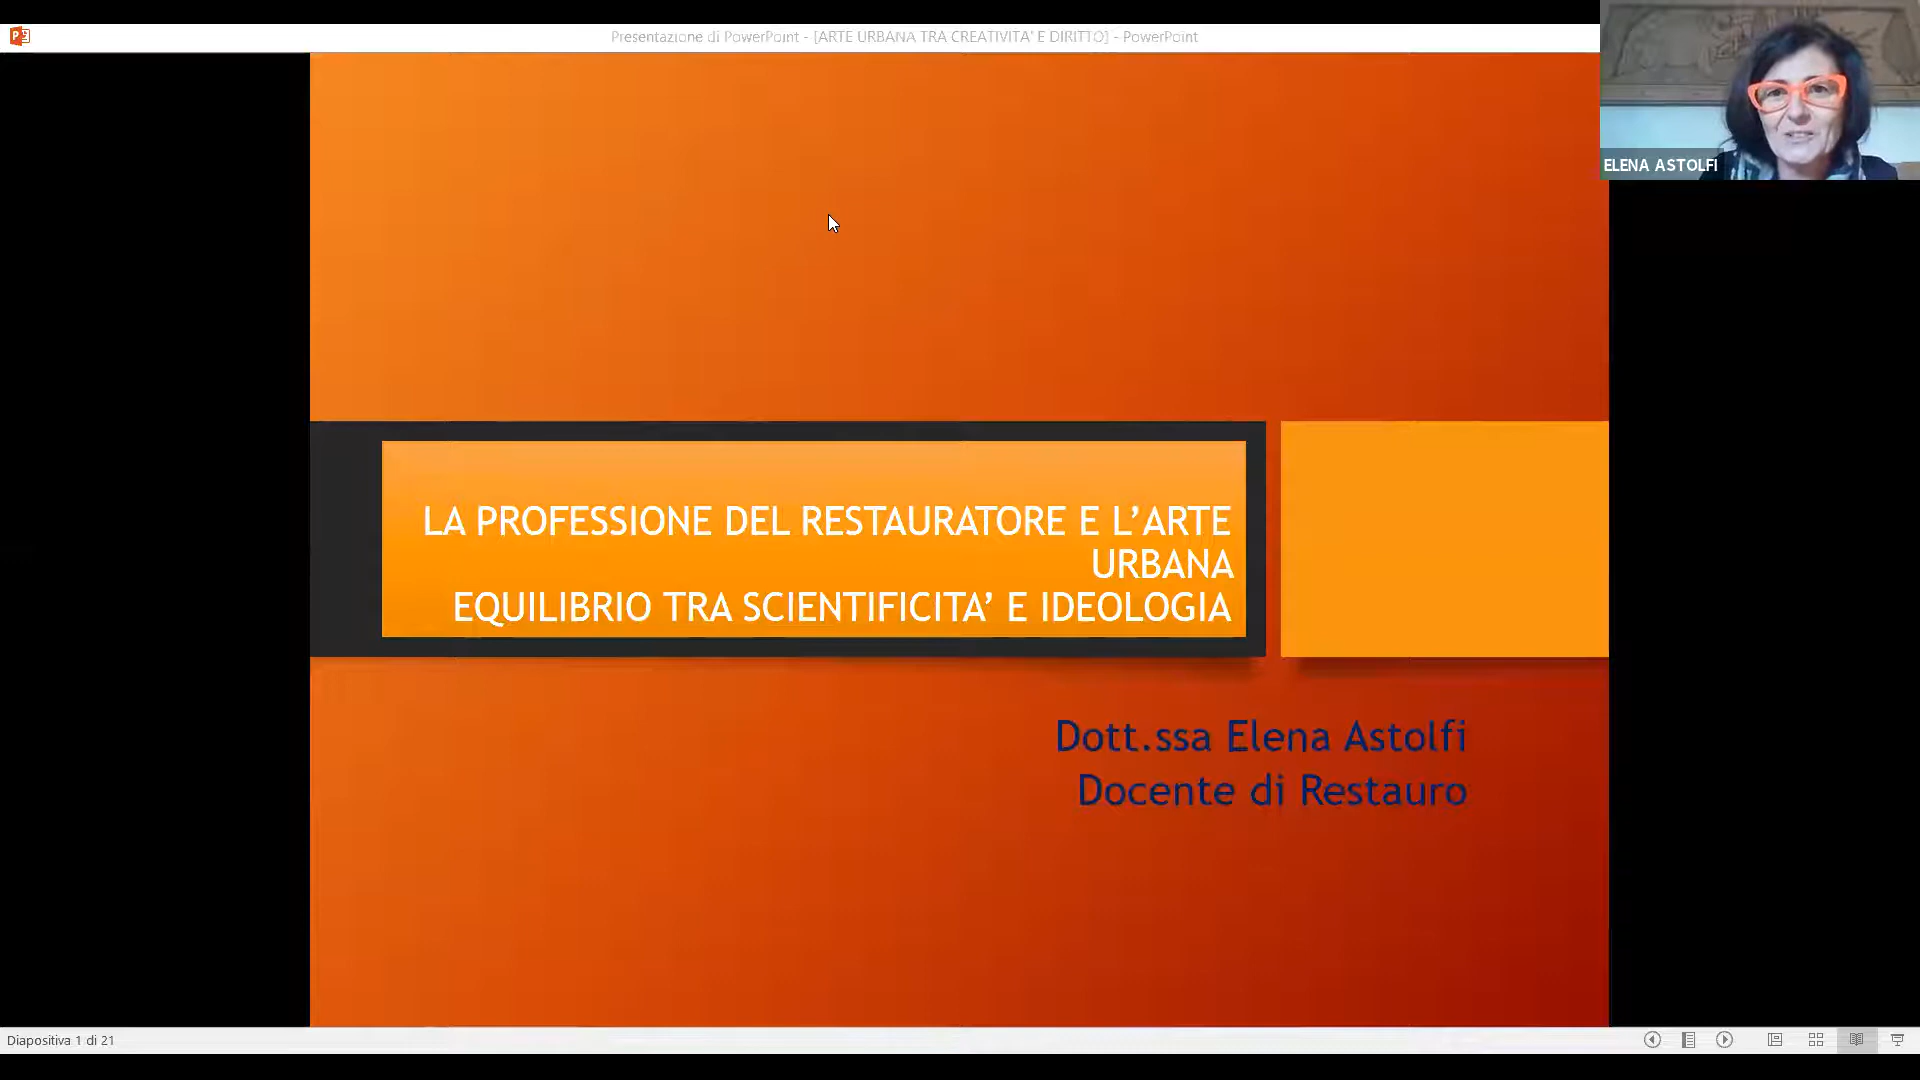 Presentazione di PowerPoint - [ARTE URBANA TRA CREATIVITA' E DIRITTO] - PowerPoint
ELENA ASTOLFI
LA PROFESSIONE DEL RESTAURATORE E L’ARTE
URBANA
EQUILIBRIO TRA SCIENTIFICITA’ E IDEOLOGIA
Dott.ssa Elena Astolfi
Docente di Restauro
Diapositiva 1 di 21